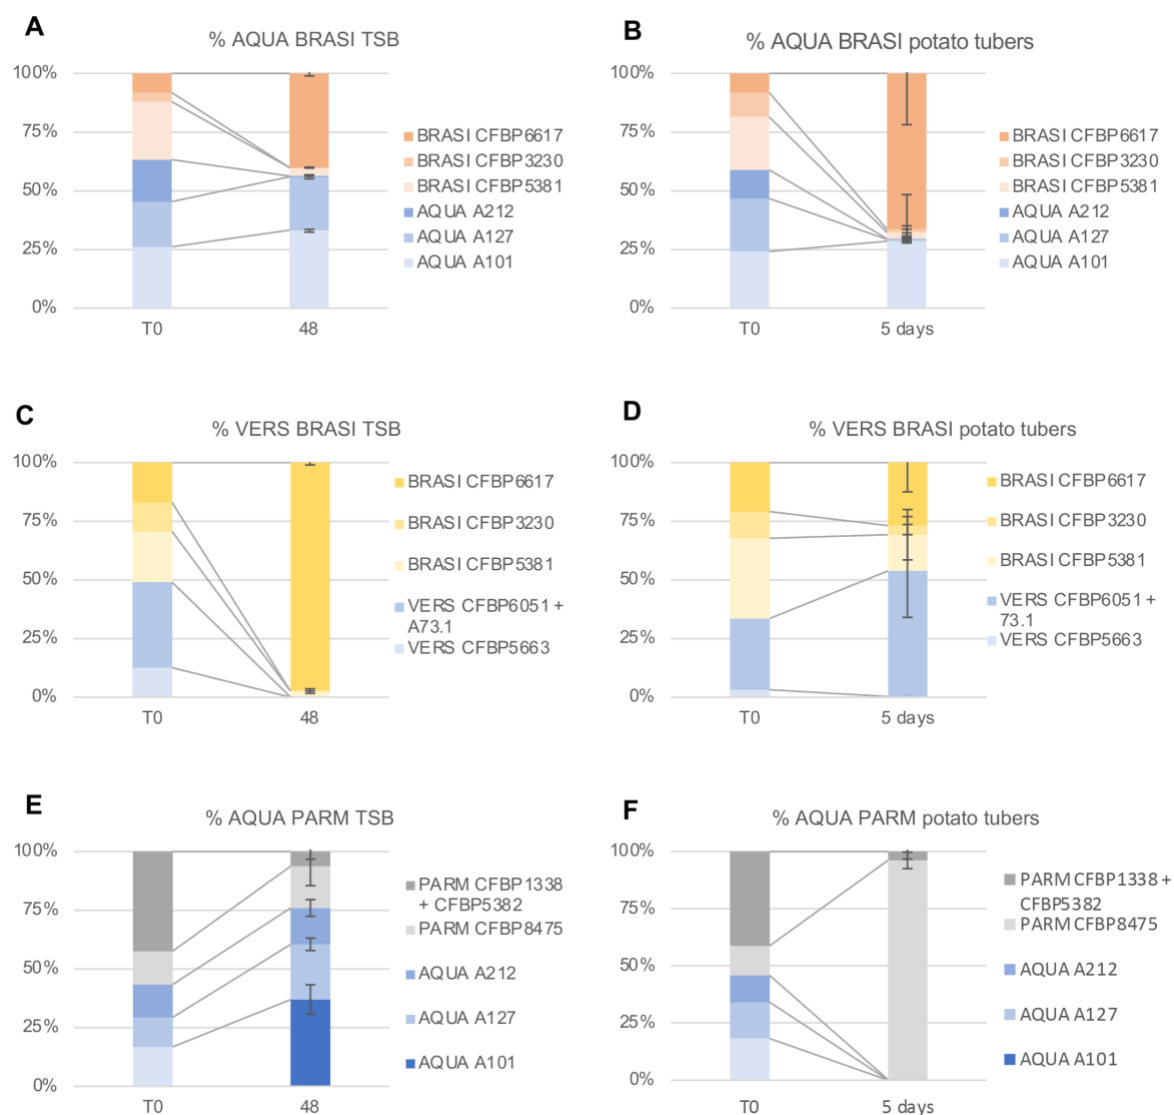 A
% AQUA BRASI TSB
100%
75%
50%
25%
0%
T0
48
BRASI CFBP6617
BRASI CFBP3230
BRASI CFBP5381
AQUA A212
AQUA A127
AQUA A101
B
% AQUA BRASI potato tubers
100%
75%
50%
25%
0%
T0
5 days
BRASI CFBP6617
BRASI CFBP3230
BRASI CFBP5381
AQUA A212
AQUA A127
AQUA A101
C
% VERS BRASI TSB
100%
75%
50%
25%
0%
T0
48
BRASI CFBP6617
BRASI CFBP3230
BRASI CFBP5381
VERS CFBP6051 +
A73.1
VERS CFBP5663
D
% VERS BRASI potato tubers
100%
75%
50%
25%
0%
T0
5 days
BRASI CFBP6617
BRASI CFBP3230
BRASI CFBP5381
VERS CFBP6051 +
73.1
VERS CFBP5663
E
% AQUA PARM TSB
100%
75%
50%
25%
0%
T0
48
PARM CFBP1338
+ CFBP5382
PARM CFBP8475
AQUA A212
AQUA A127
AQUA A101
F
% AQUA PARM potato tubers
100%
75%
50%
25%
0%
T0
5 days
PARM CFBP1338 +
CFBP5382
PARM CFBP8475
AQUA A212
AQUA A127
AQUA A101